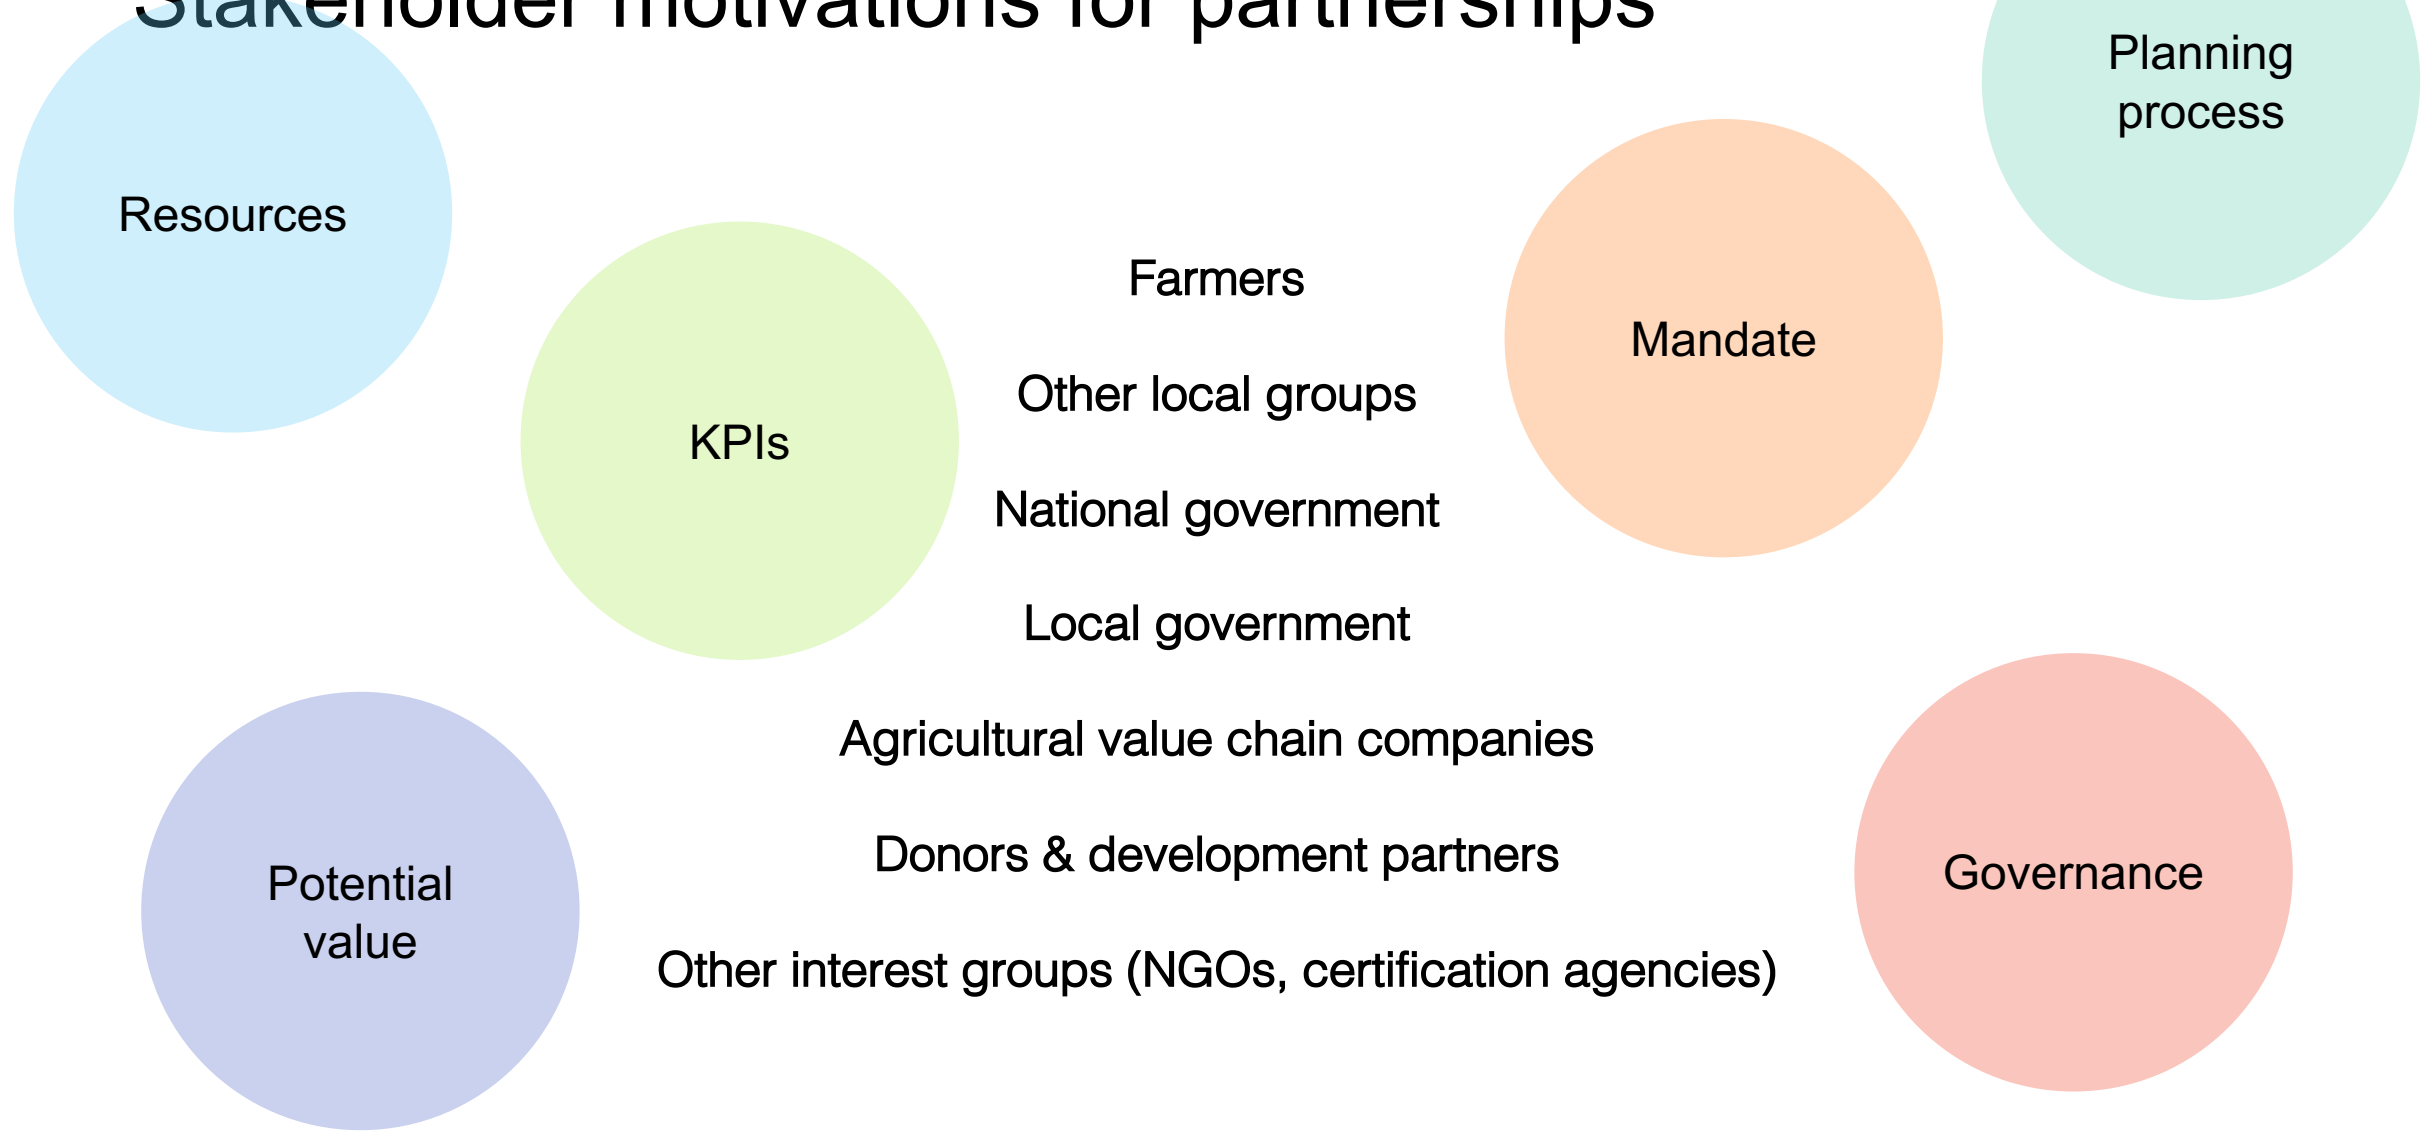 Stakeholder motivations for partnerships
Planning
process
Resources
Farmers
Mandate
Other local groups
KPIs
National government
Local government
Agricultural value chain companies
Donors & development partners
Potential
value
Governance
Other interest groups (NGOs, certification agencies)